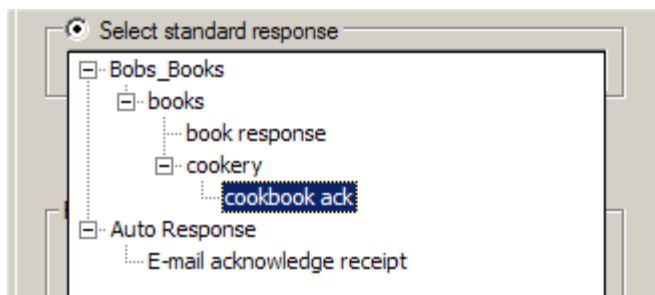 Select standard response
Bobs_Books
books
book response
cookery
cookbook ack
Auto Response
E-mail acknowledge receipt